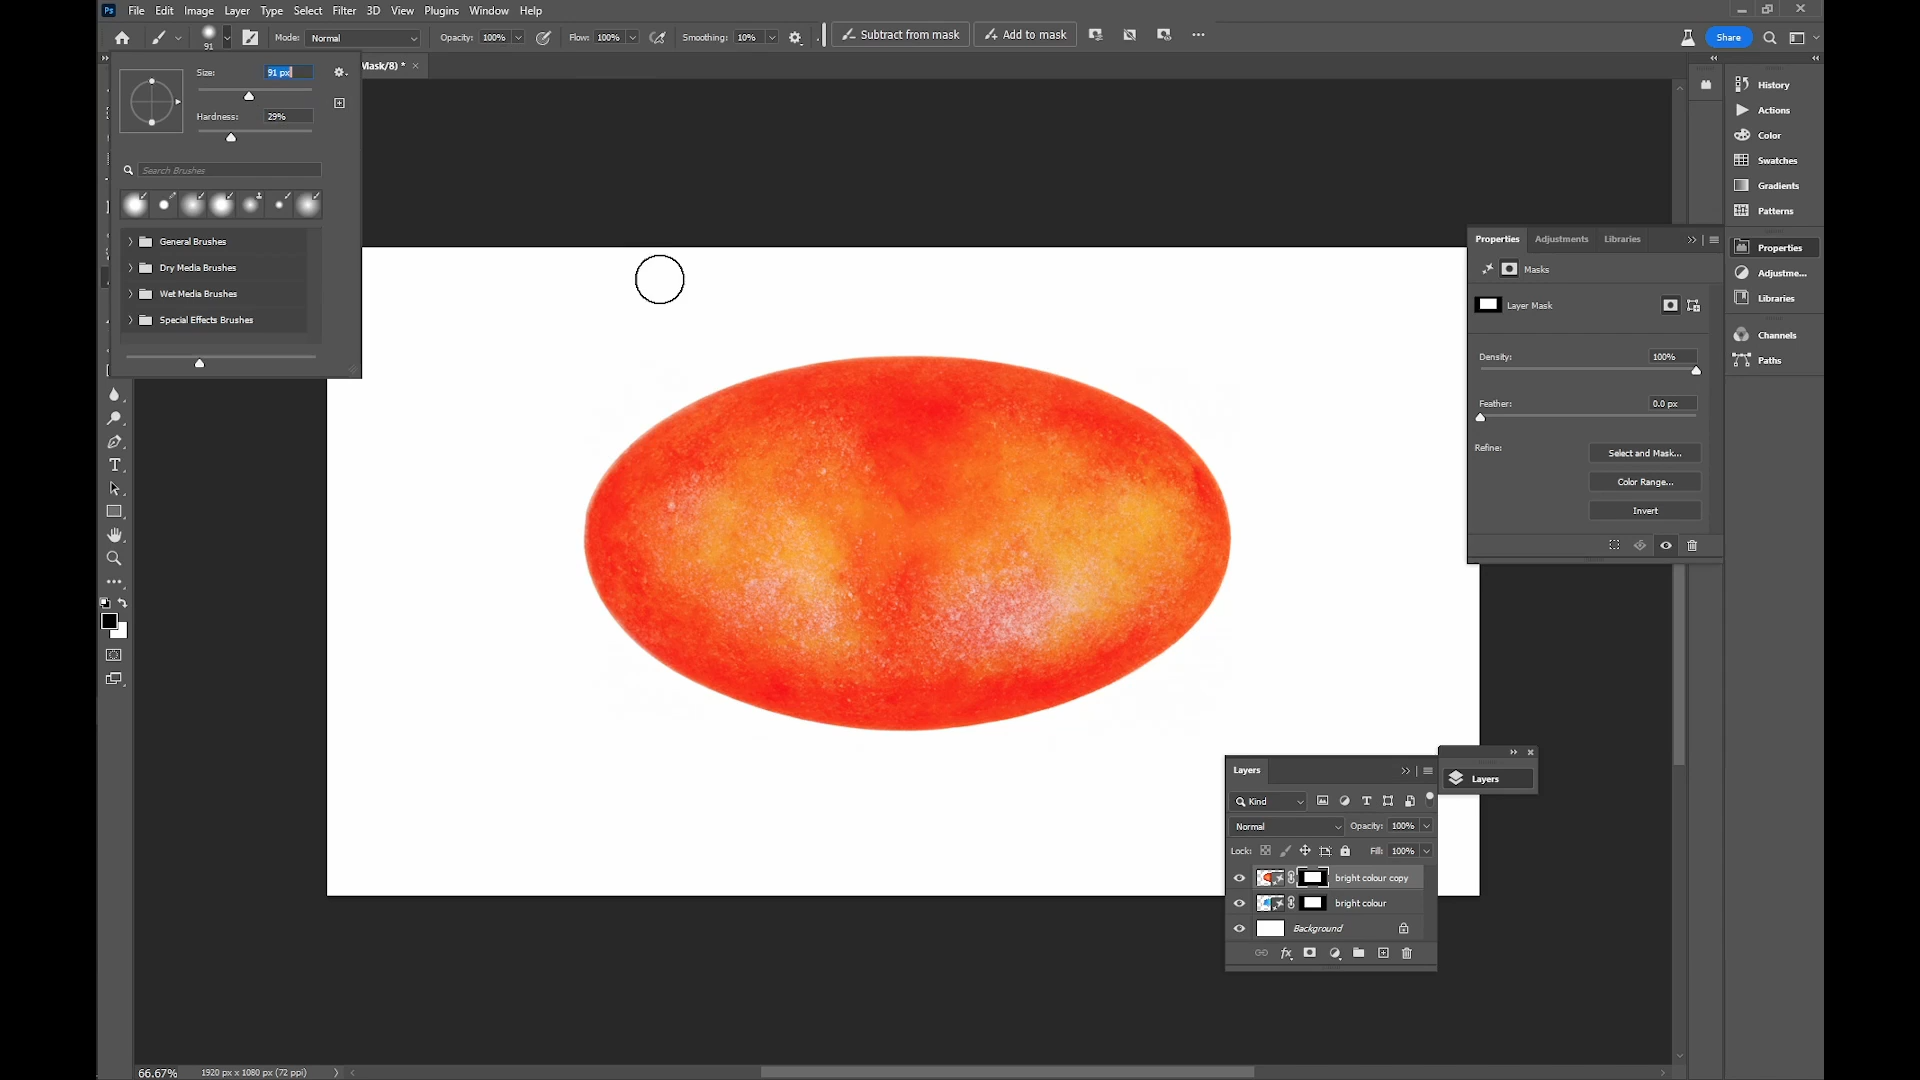 Ps File Edit Image Layer Type Select Filter 3D View Plugins Window Help
91 Mode: Normal Opacity: 100% Flow: 100% Smoothing: 10% Subtract from mask Add to mask Share
Mask/8) *
Size: 91 px
Hardness: 29%
Search Brushes
General Brushes
Dry Media Brushes
Wet Media Brushes
Special Effects Brushes
History
Actions
Color
Swatches
Gradients
Patterns
Properties
Adjustme...
Libraries
Channels
Paths
Properties Adjustments Libraries
Masks
Layer Mask
Density: 100%
Feather: 0.0 px
Refine: Select and Mask...
Color Range...
Invert
Layers
Layers
Kind
Normal Opacity: 100%
Lock: Fill: 100%
bright colour copy
bright colour
Background
fx
66.67% 1920 px x 1080 px (72 ppi)